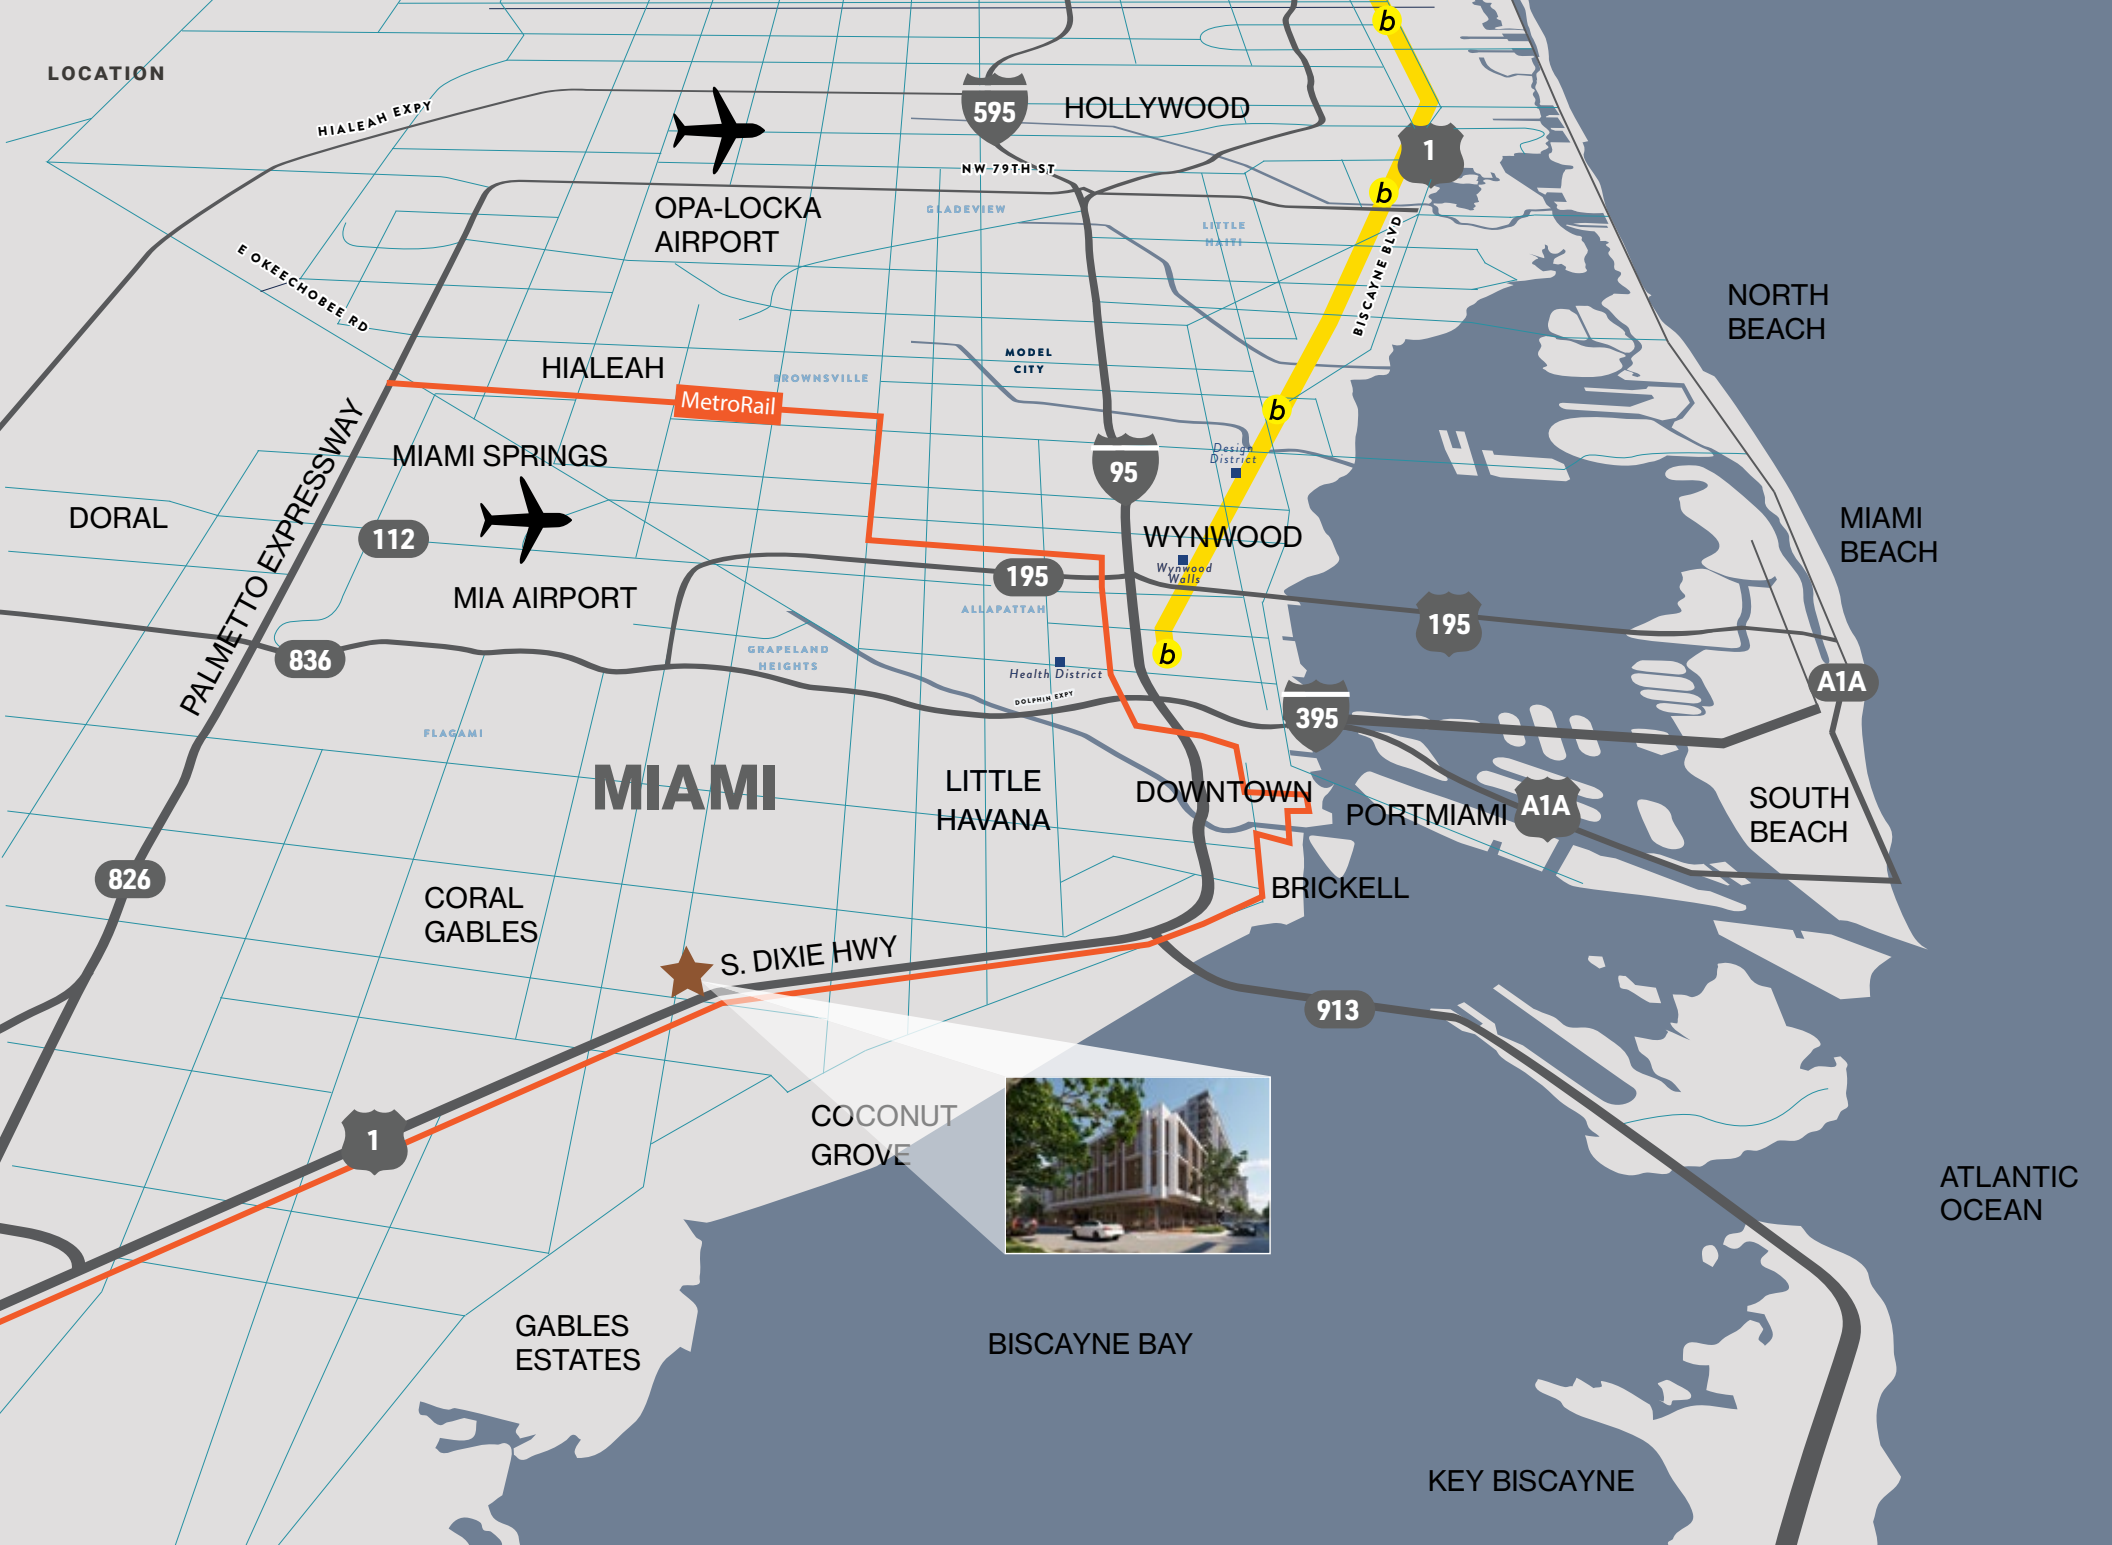 b
LOCATION
HIALEAH EXPY
595
HOLLYWOOD
1
NW 79TH ST
b
OPA-LOCKA
AIRPORT
GLADEVIEW
LITTLE
HAITI
BISCAYNE BLVD
E OKEECHOBEE RD
NORTH
BEACH
HIALEAH
MODEL
CITY
BROWNSVILLE
MetroRail
b
MIAMI SPRINGS
Design
District
95
DORAL
112
PALMETTO EXPRESSWAY
WYNWOOD
MIAMI
BEACH
Wynwood
Walls
195
MIA AIRPORT
ALLAPATTAH
195
836
GRAPELAND
HEIGHTS
b
Health District
DOLPHIN EXPY
A1A
395
FLAGAMI
MIAMI
LITTLE
HAVANA
DOWNTOWN
PORTMIAMI
A1A
SOUTH
BEACH
826
BRICKELL
CORAL
GABLES
S. DIXIE HWY
913
1
COCONUT
GROVE
ATLANTIC
OCEAN
GABLES
ESTATES
BISCAYNE BAY
KEY BISCAYNE